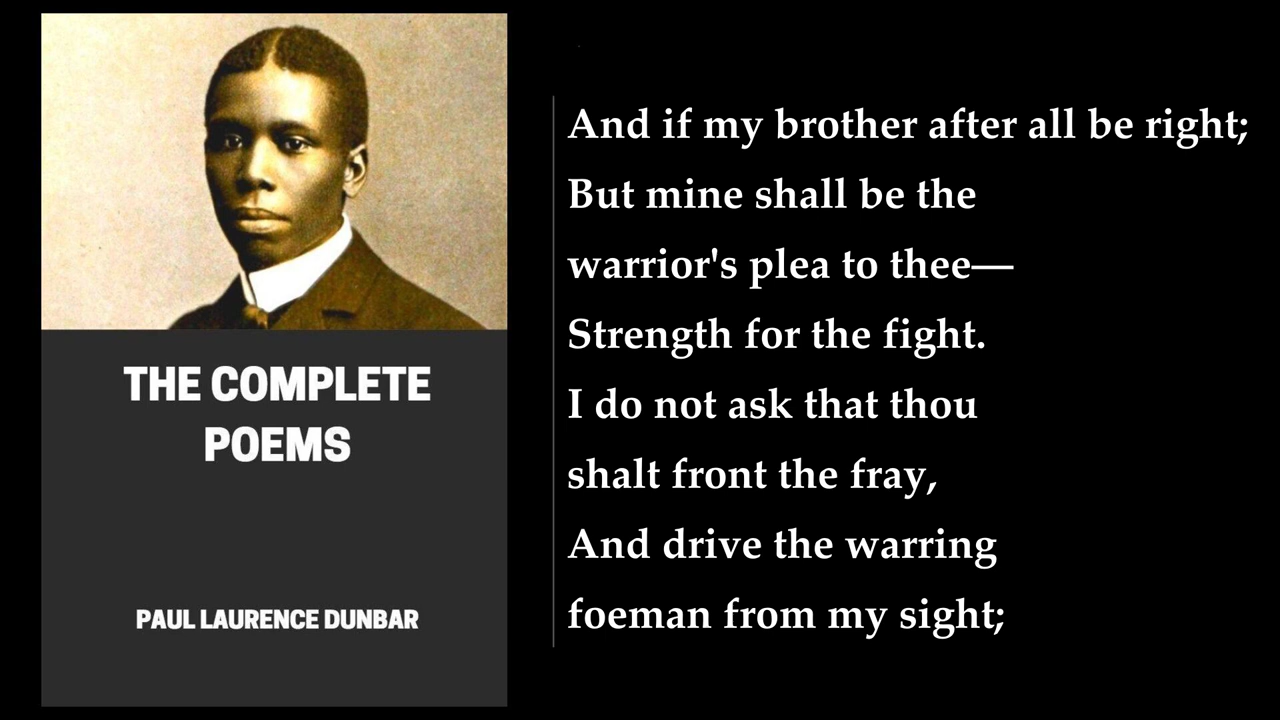 THE COMPLETE
POEMS
PAUL LAURENCE DUNBAR
And if my brother after all be right;
But mine shall be the
warrior's plea to thee—
Strength for the fight.
I do not ask that thou
shalt front the fray,
And drive the warring
foeman from my sight;